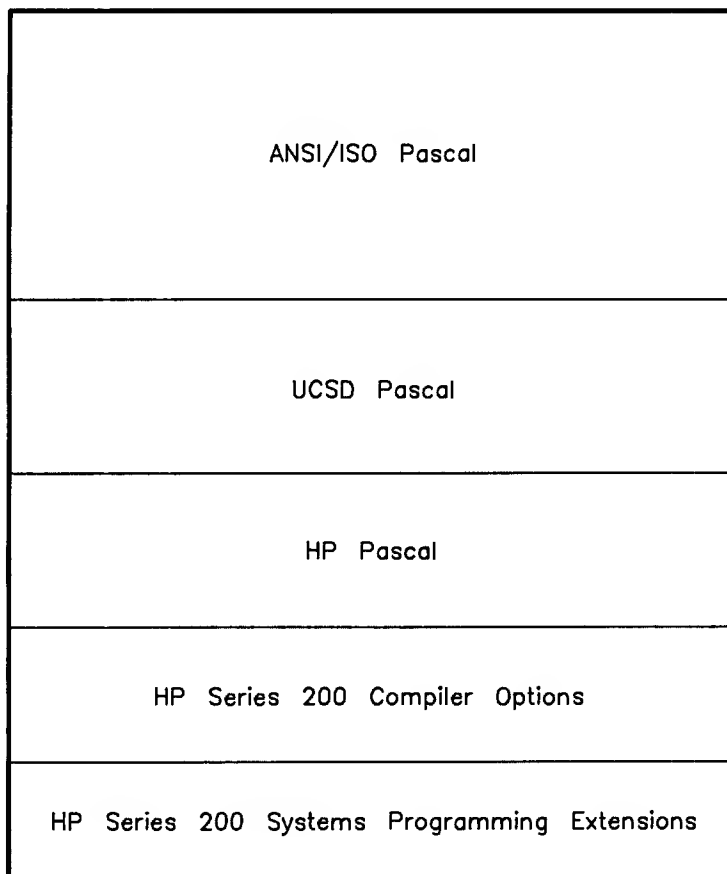 ANSI/ISO Pascal
UCSD Pascal
HP Pascal
HP Series 200 Compiler Options
HP Series 200 Systems Programming Extensions